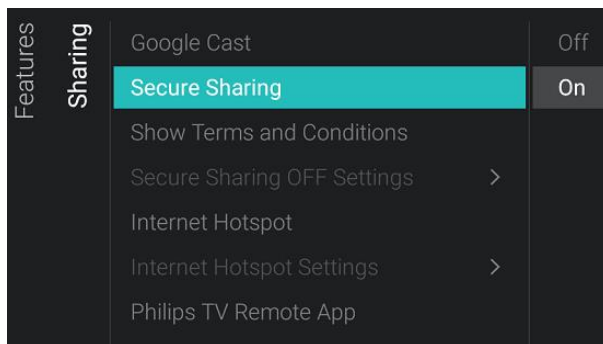 Features
Sharing
Google Cast
Off
Secure Sharing
On
Show Terms and Conditions
Secure Sharing OFF Settings
Internet Hotspot
Internet Hotspot Settings
Philips TV Remote App